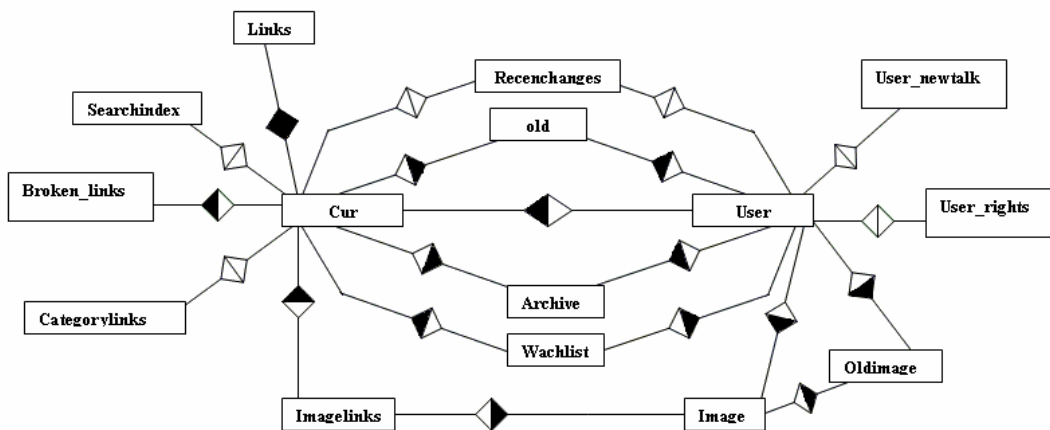 Links
Recenchanges
User_newtalk
Searchindex
old
Broken_links
Cur
User
User_rights
Archive
Categorylinks
Wachlist
Oldimage
Imagelinks
Image